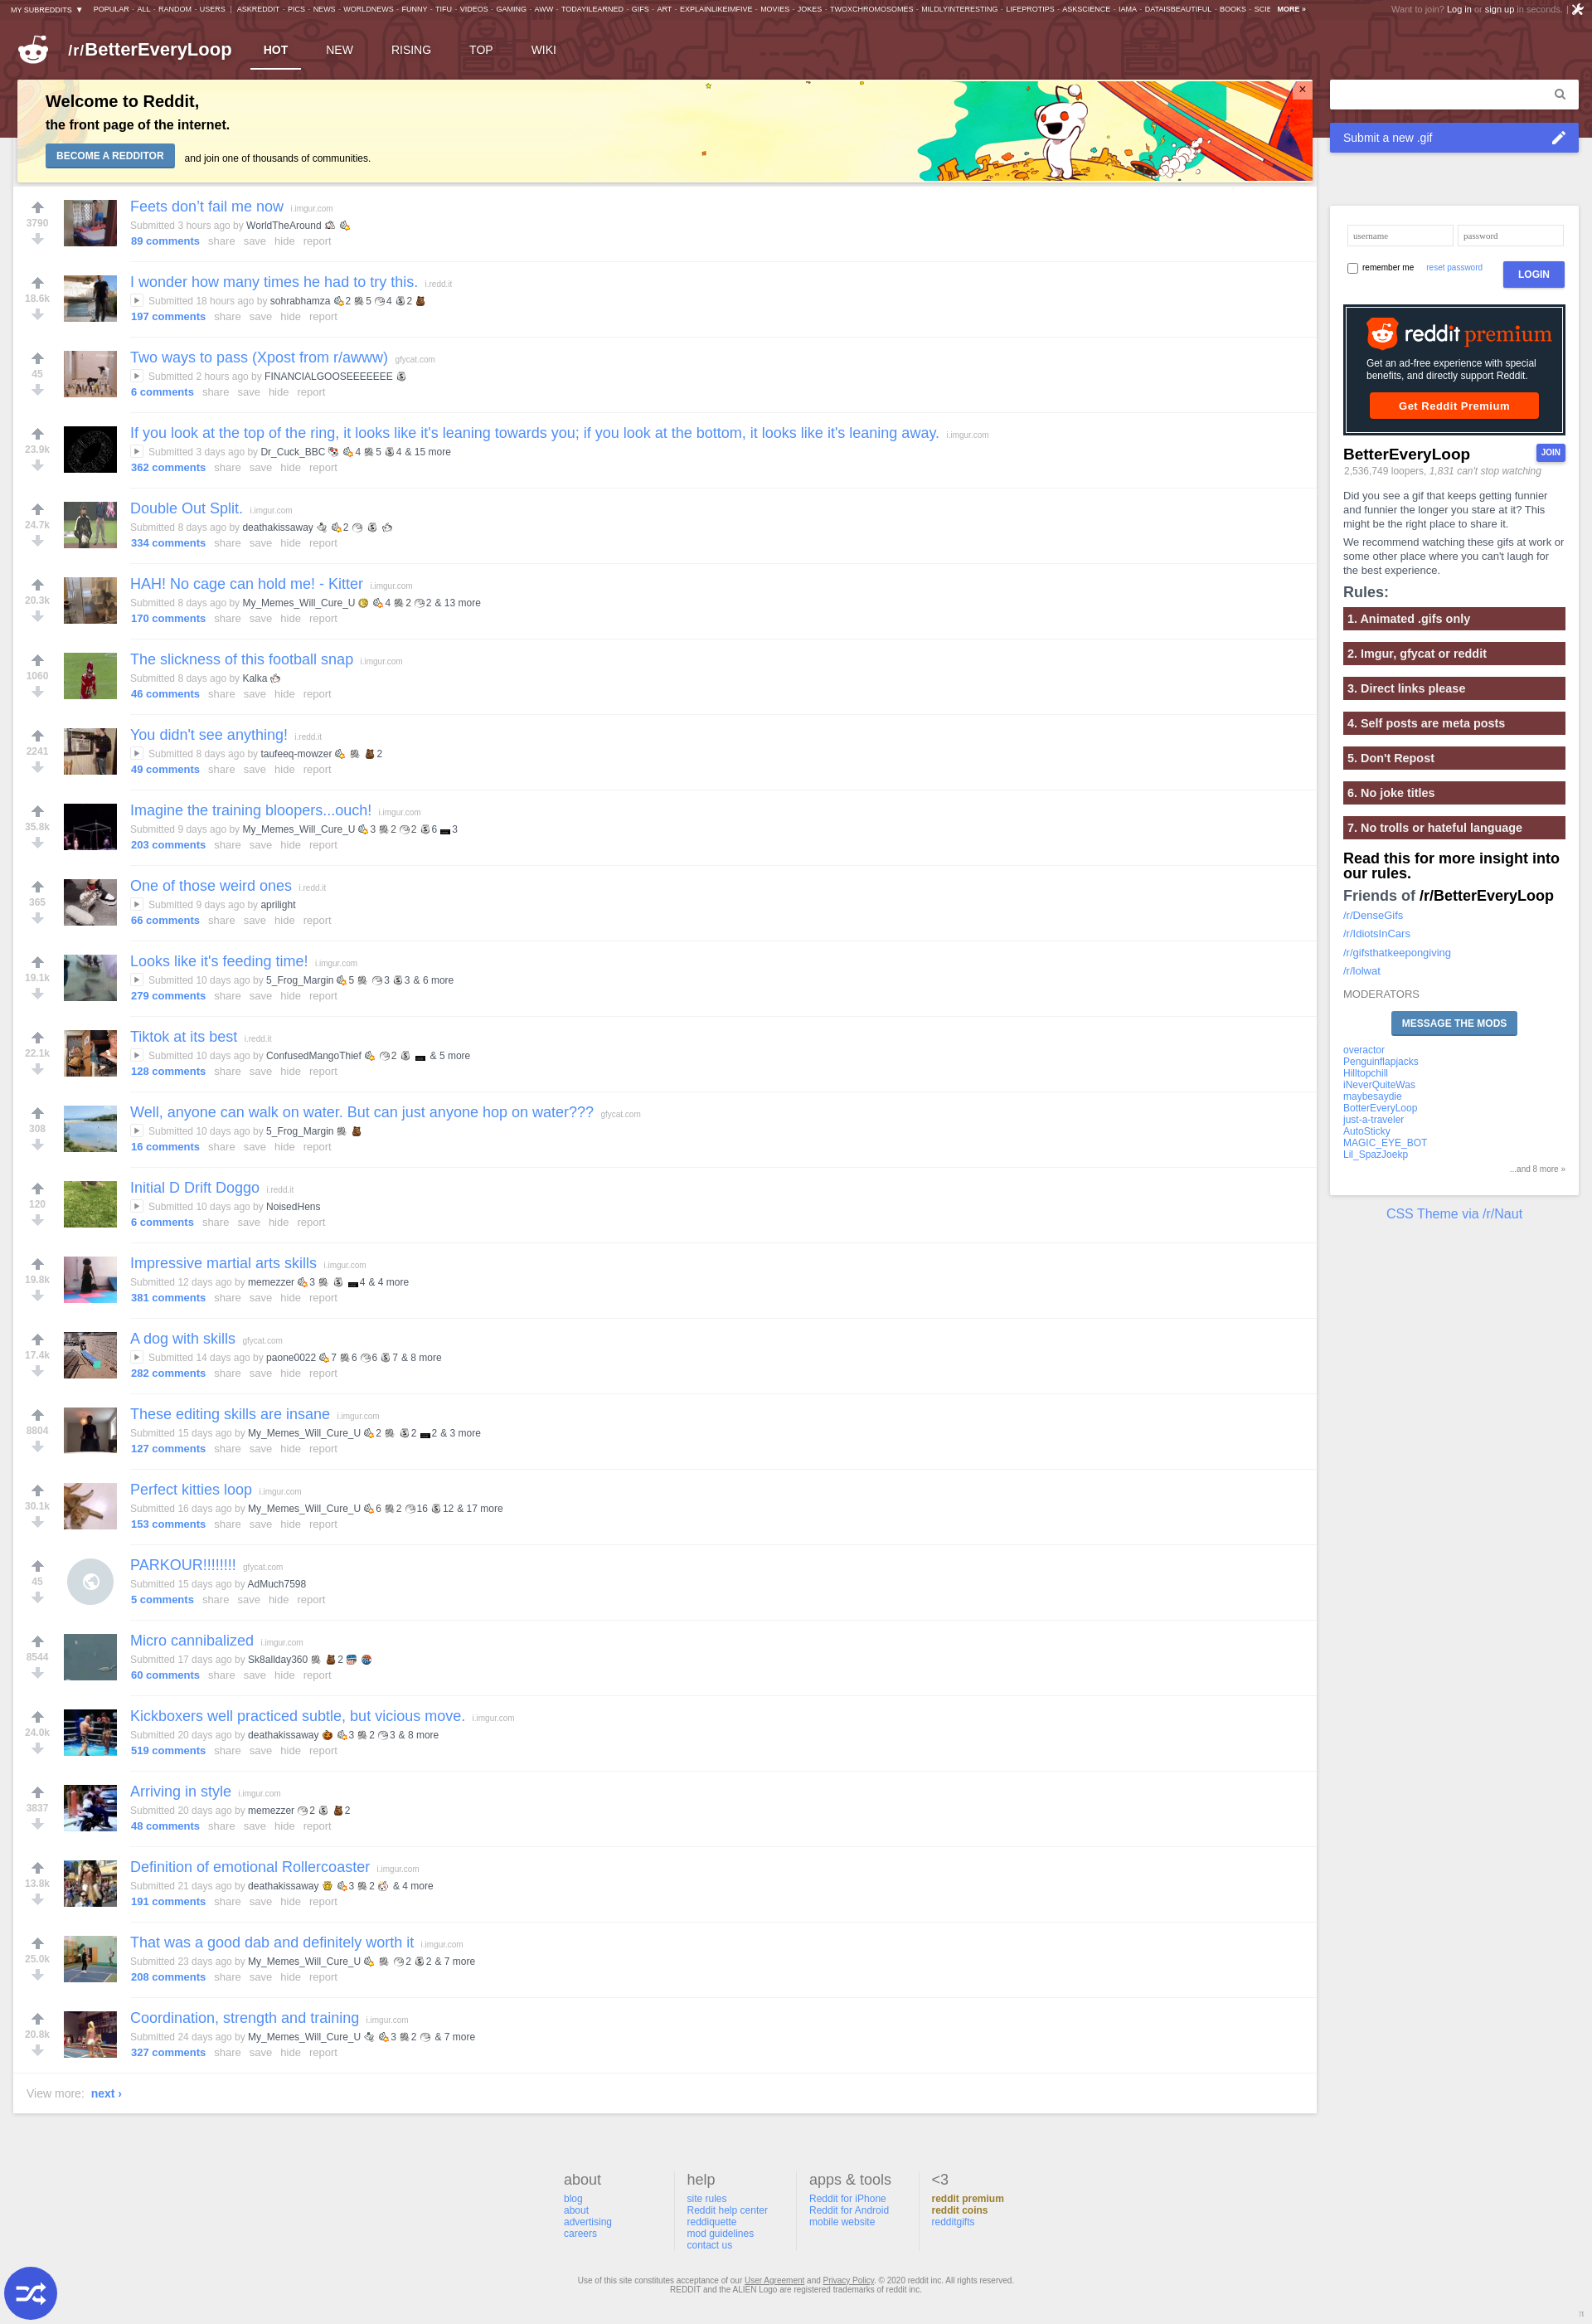 MY SUBREDDITS ▼ POPULAR - ALL - RANDOM - USERS | ASKREDDIT - PICS - NEWS - WORLDNEWS - FUNNY - TIFU - VIDEOS - GAMING - AWW - TODAYILEARNED - GIFS - ART - EXPLAINLIKEIMFIVE - MOVIES - JOKES - TWOXCHROMOSOMES - MILDLYINTERESTING - LIFEPROTIPS - ASKSCIENCE - IAMA - DATAISBEAUTIFUL - BOOKS - SCIE MORE »
Want to join? Log in or sign up in seconds. |
/r/BetterEveryLoop HOT NEW RISING TOP WIKI
Welcome to Reddit,
the front page of the internet.
BECOME A REDDITOR and join one of thousands of communities.
×
3790
Feets don't fail me now i.imgur.com
Submitted 3 hours ago by WorldTheAround
89 comments share save hide report
18.6k
I wonder how many times he had to try this. i.redd.it
Submitted 18 hours ago by sohrabhamza 2 5 4 2
197 comments share save hide report
45
Two ways to pass (Xpost from r/awww) gfycat.com
Submitted 2 hours ago by FINANCIALGOOSEEEEEEE
6 comments share save hide report
23.9k
If you look at the top of the ring, it looks like it's leaning towards you; if you look at the bottom, it looks like it's leaning away. i.imgur.com
Submitted 3 days ago by Dr_Cuck_BBC 4 5 4 & 15 more
362 comments share save hide report
24.7k
Double Out Split. i.imgur.com
Submitted 8 days ago by deathakissaway 2
334 comments share save hide report
20.3k
HAH! No cage can hold me! - Kitter i.imgur.com
Submitted 8 days ago by My_Memes_Will_Cure_U 4 2 2 & 13 more
170 comments share save hide report
1060
The slickness of this football snap i.imgur.com
Submitted 8 days ago by Kalka
46 comments share save hide report
2241
You didn't see anything! i.redd.it
Submitted 8 days ago by taufeeq-mowzer 2
49 comments share save hide report
35.8k
Imagine the training bloopers...ouch! i.imgur.com
Submitted 9 days ago by My_Memes_Will_Cure_U 3 2 2 6 3
203 comments share save hide report
365
One of those weird ones i.redd.it
Submitted 9 days ago by aprilight
66 comments share save hide report
19.1k
Looks like it's feeding time! i.imgur.com
Submitted 10 days ago by 5_Frog_Margin 5 3 3 & 6 more
279 comments share save hide report
22.1k
Tiktok at its best i.redd.it
Submitted 10 days ago by ConfusedMangoThief 2 & 5 more
128 comments share save hide report
308
Well, anyone can walk on water. But can just anyone hop on water??? gfycat.com
Submitted 10 days ago by 5_Frog_Margin
16 comments share save hide report
120
Initial D Drift Doggo i.redd.it
Submitted 10 days ago by NoisedHens
6 comments share save hide report
19.8k
Impressive martial arts skills i.imgur.com
Submitted 12 days ago by memezzer 3 4 & 4 more
381 comments share save hide report
17.4k
A dog with skills gfycat.com
Submitted 14 days ago by paone0022 7 6 6 7 & 8 more
282 comments share save hide report
8804
These editing skills are insane i.imgur.com
Submitted 15 days ago by My_Memes_Will_Cure_U 2 2 2 & 3 more
127 comments share save hide report
30.1k
Perfect kitties loop i.imgur.com
Submitted 16 days ago by My_Memes_Will_Cure_U 6 2 16 12 & 17 more
153 comments share save hide report
45
PARKOUR!!!!!!!! gfycat.com
Submitted 15 days ago by AdMuch7598
5 comments share save hide report
8544
Micro cannibalized i.imgur.com
Submitted 17 days ago by Sk8allday360 2
60 comments share save hide report
24.0k
Kickboxers well practiced subtle, but vicious move. i.imgur.com
Submitted 20 days ago by deathakissaway 3 2 3 & 8 more
519 comments share save hide report
3837
Arriving in style i.imgur.com
Submitted 20 days ago by memezzer 2 2
48 comments share save hide report
13.8k
Definition of emotional Rollercoaster i.imgur.com
Submitted 21 days ago by deathakissaway 3 2 & 4 more
191 comments share save hide report
25.0k
That was a good dab and definitely worth it i.imgur.com
Submitted 23 days ago by My_Memes_Will_Cure_U 2 2 & 7 more
208 comments share save hide report
20.8k
Coordination, strength and training i.imgur.com
Submitted 24 days ago by My_Memes_Will_Cure_U 3 2 & 7 more
327 comments share save hide report
View more: next ›
Submit a new .gif
username password
remember me reset password LOGIN
reddit premium
Get an ad-free experience with special
benefits, and directly support Reddit.
Get Reddit Premium
BetterEveryLoop JOIN
2,536,749 loopers, 1,831 can't stop watching
Did you see a gif that keeps getting funnier
and funnier the longer you stare at it? This
might be the right place to share it.
We recommend watching these gifs at work or
some other place where you can't laugh for
the best experience.
Rules:
1. Animated .gifs only
2. Imgur, gfycat or reddit
3. Direct links please
4. Self posts are meta posts
5. Don't Repost
6. No joke titles
7. No trolls or hateful language
Read this for more insight into
our rules.
Friends of /r/BetterEveryLoop
/r/DenseGifs
/r/IdiotsInCars
/r/gifsthatkeepongiving
/r/lolwat
MODERATORS
MESSAGE THE MODS
overactor
Penguinflapjacks
Hilltopchill
iNeverQuiteWas
maybesaydie
BotterEveryLoop
just-a-traveler
AutoSticky
MAGIC_EYE_BOT
Lil_SpazJoekp
...and 8 more »
CSS Theme via /r/Naut
about
blog
about
advertising
careers
help
site rules
Reddit help center
reddiquette
mod guidelines
contact us
apps & tools
Reddit for iPhone
Reddit for Android
mobile website
<3
reddit premium
reddit coins
redditgifts
Use of this site constitutes acceptance of our User Agreement and Privacy Policy. © 2020 reddit inc. All rights reserved.
REDDIT and the ALIEN Logo are registered trademarks of reddit inc.
π